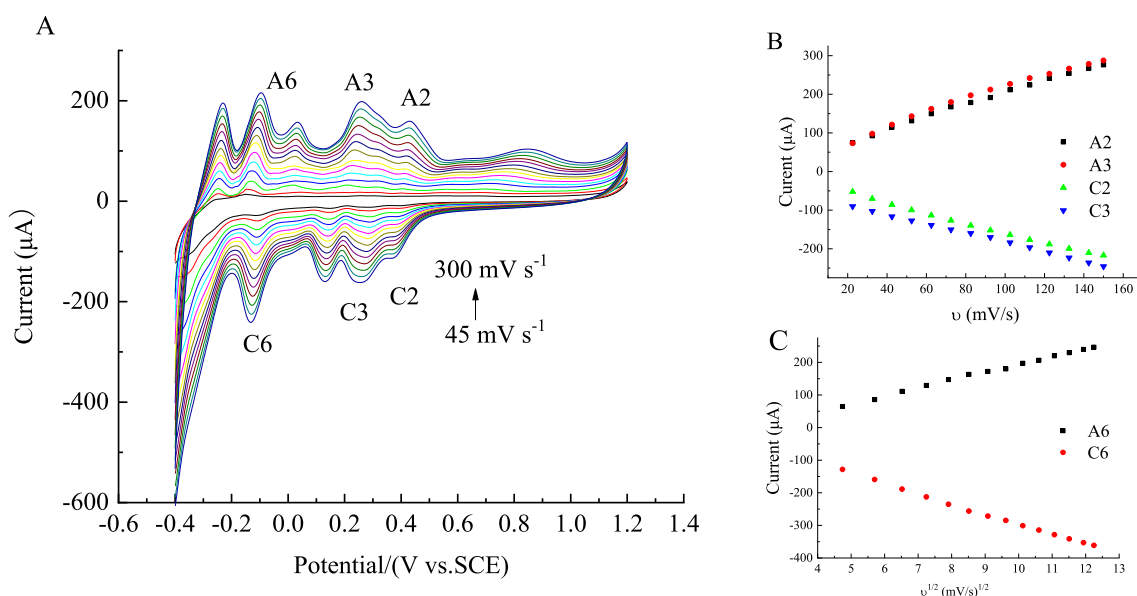 A
200
0
-200
-400
-600
-0.6 -0.4 -0.2 0.0 0.2 0.4 0.6 0.8 1.0 1.2 1.4
Current (μA)
Potential/(V vs.SCE)
A6
A3
A2
C6
C3
C2
300 mV s⁻¹
45 mV s⁻¹
B
300
200
100
0
-100
-200
20 40 60 80 100 120 140 160
Current (μA)
υ (mV/s)
A2
A3
C2
C3
C
200
100
0
-100
-200
-300
-400
4 5 6 7 8 9 10 11 12 13
Current (μA)
υ¹ᐟ² (mV/s)¹ᐟ²
A6
C6